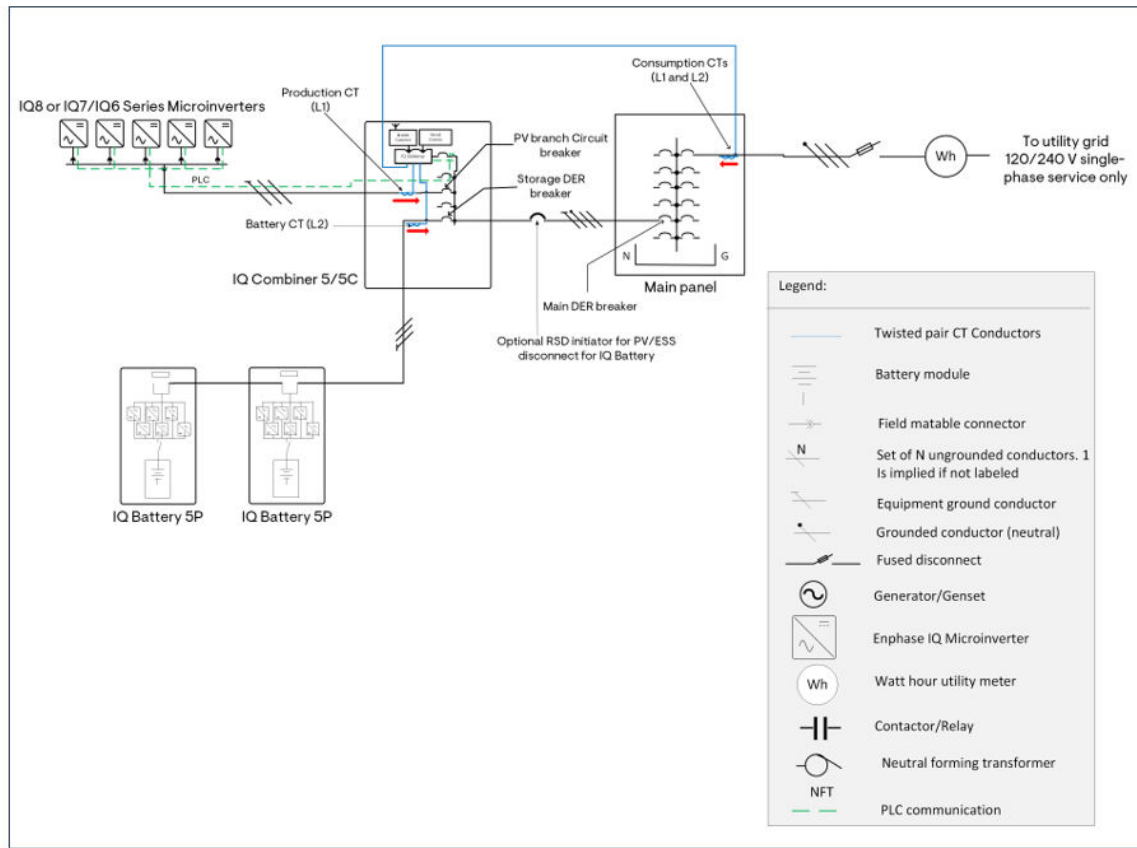 IQ8 or IQ7/IQ6 Series Microinverters
PLC
Production CT
(L1)
IQ Gateway
PV branch Circuit
breaker
Storage DER
breaker
Battery CT (L2)
IQ Combiner 5/5C
Consumption CTs
(L1 and L2)
N
G
Main panel
Main DER breaker
Optional RSD initiator for PV/ESS
disconnect for IQ Battery
Wh
To utility grid
120/240 V single-
phase service only
IQ Battery 5P
IQ Battery 5P
Legend:
Twisted pair CT Conductors
Battery module
Field matable connector
N
Set of N ungrounded conductors. 1
Is implied if not labeled
Equipment ground conductor
Grounded conductor (neutral)
Fused disconnect
Generator/Genset
Enphase IQ Microinverter
Wh
Watt hour utility meter
Contactor/Relay
Neutral forming transformer
NFT
PLC communication